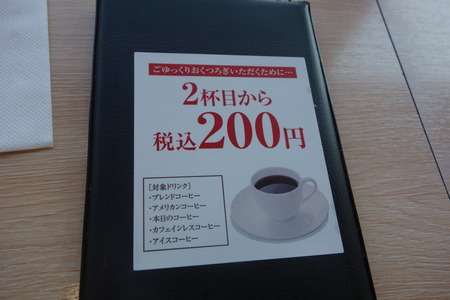 ごゆっくりおくつろぎいただくために…
2杯目から
税込200円
[対象ドリンク]
・ブレンドコーヒー
・アメリカンコーヒー
・本日のコーヒー
・カフェインレスコーヒー
・アイスコーヒー